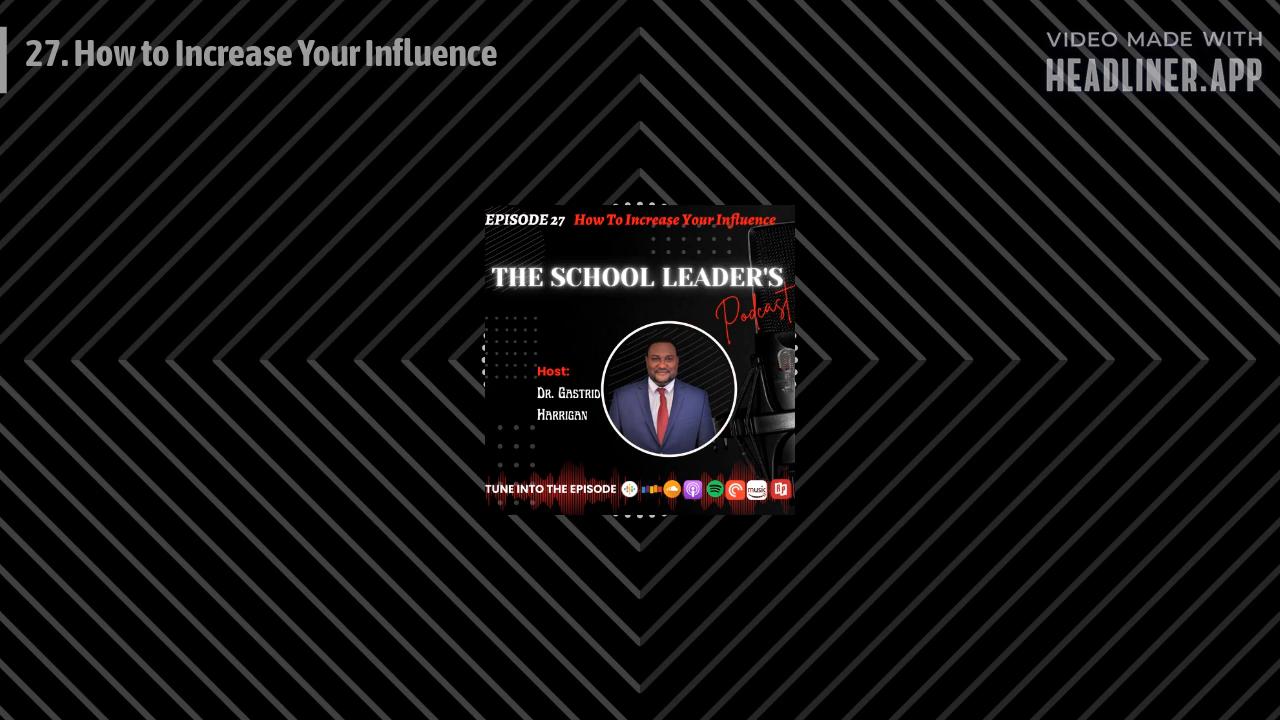 27. How to Increase Your Influence
VIDEO MADE WITH
HEADLINER.APP
EPISODE 27 How To Increase Your Influence
THE SCHOOL LEADER'S
Podcast
Host:
Dr. Gastrid
Harrigan
TUNE INTO THE EPISODE
music